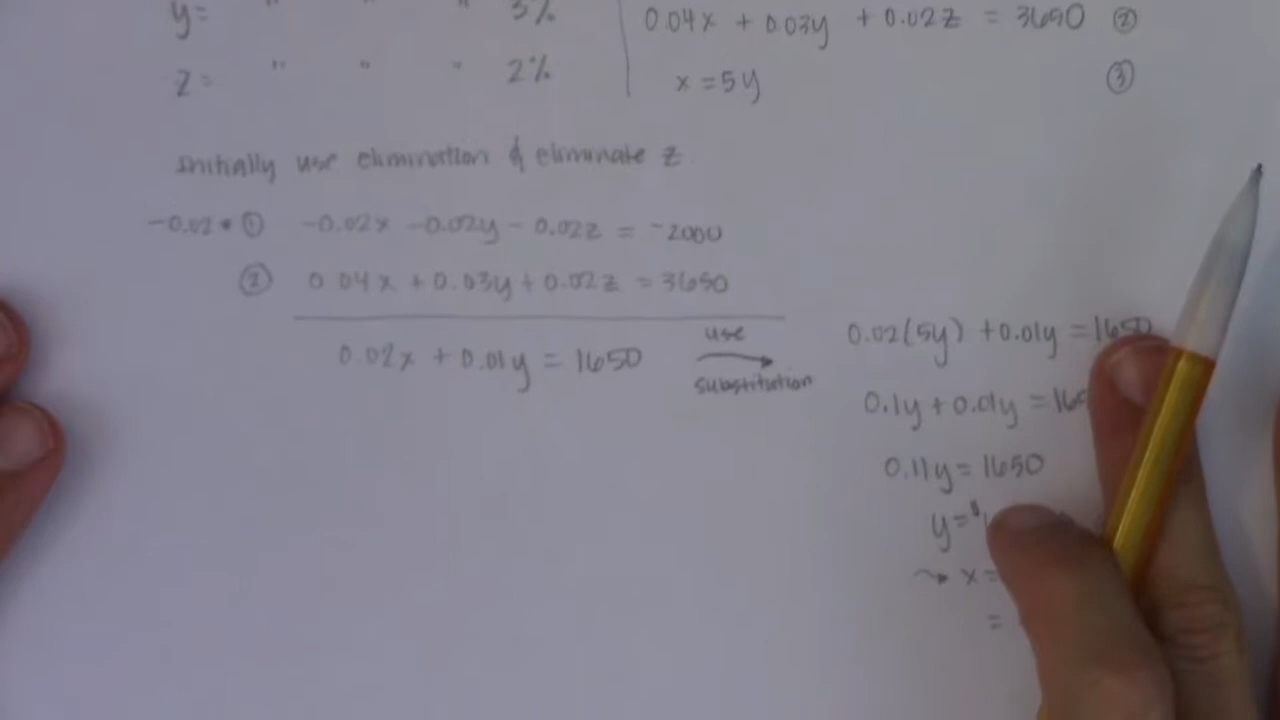 y= " " 3%
z= " " " 2%
0.04x + 0.03y + 0.02z = 3650 ②
x = 5y ③
Initially use elimination & eliminate z
-0.02 * ① -0.02x -0.02y - 0.02z = -2000
② 0.04x + 0.03y + 0.02z = 3650
0.02x + 0.01y = 1650
use
substitution
0.02(5y) + 0.01y = 1650
0.1y + 0.01y = 16
0.11y = 1650
y =
x =
=